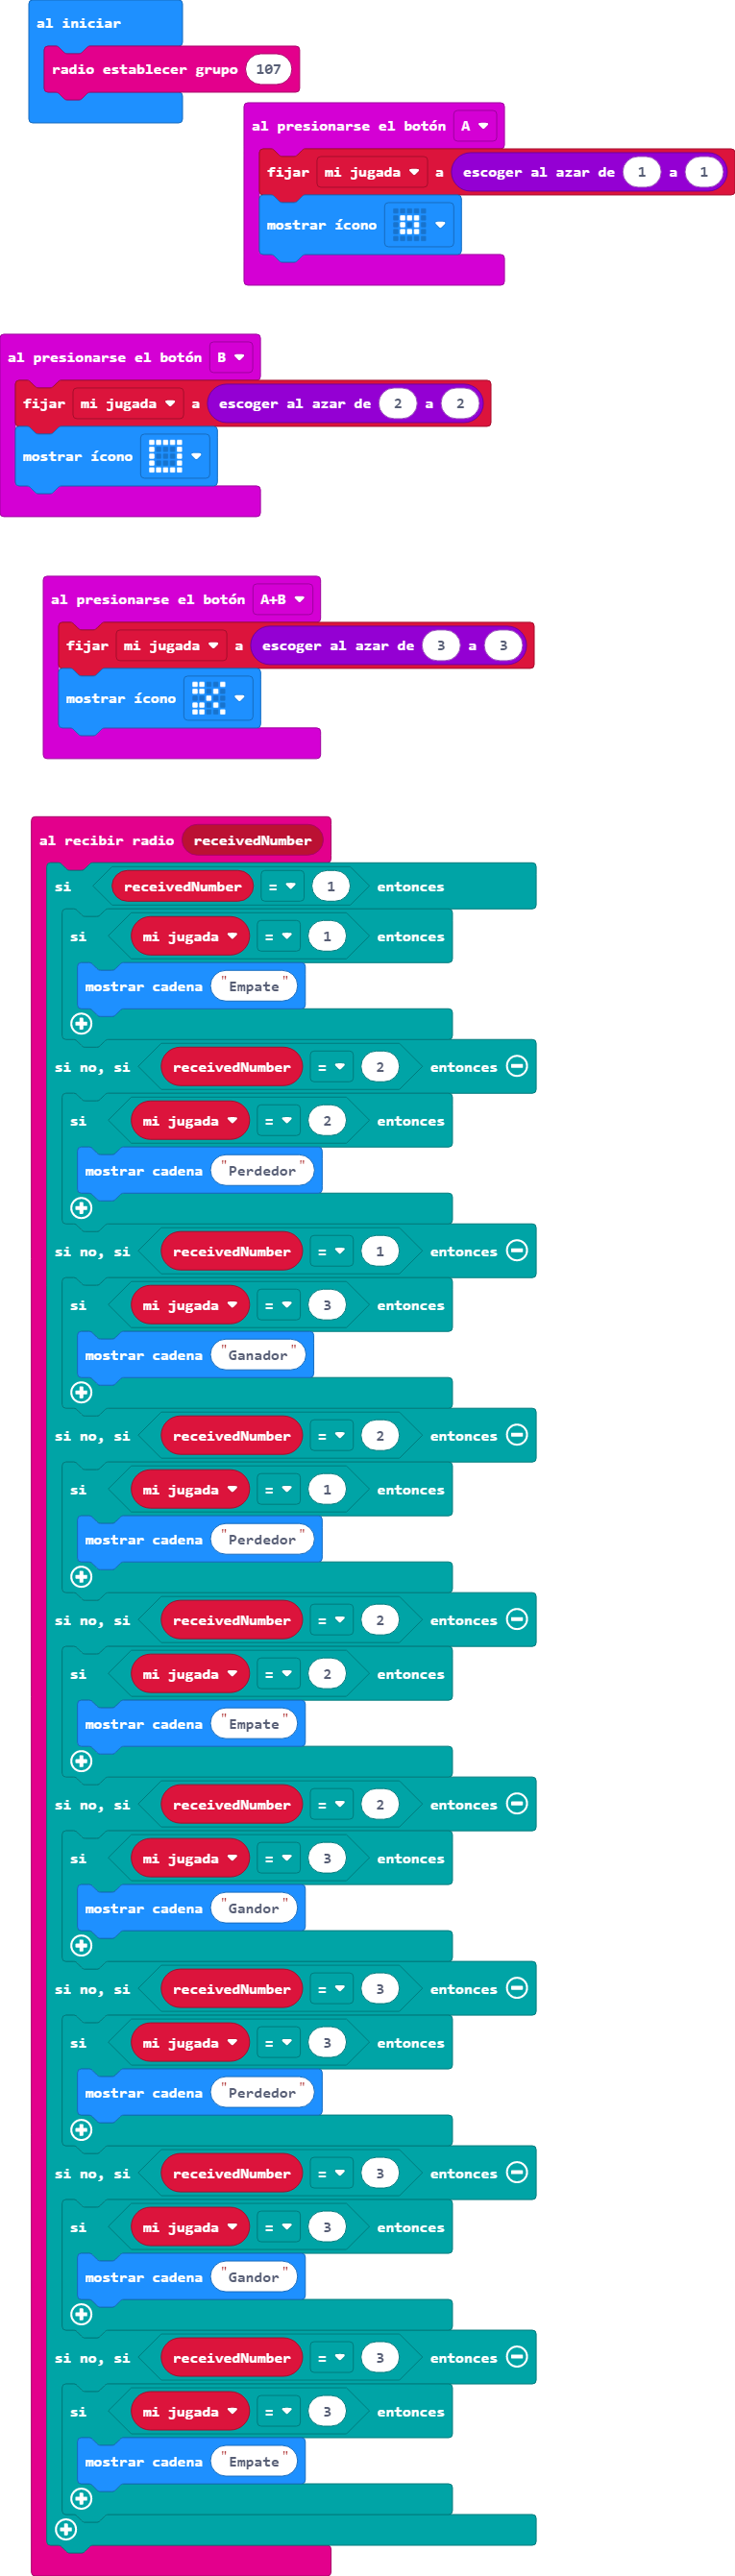 al iniciar
radio establecer grupo 107
al presionarse el botón A
fijar mi jugada a escoger al azar de 1 a 1
mostrar ícono
al presionarse el botón B
fijar mi jugada a escoger al azar de 2 a 2
mostrar ícono
al presionarse el botón A+B
fijar mi jugada a escoger al azar de 3 a 3
mostrar ícono
al recibir radio receivedNumber
si receivedNumber = 1 entonces
si mi jugada = 1 entonces
mostrar cadena "Empate"
si no, si receivedNumber = 2 entonces
si mi jugada = 2 entonces
mostrar cadena "Perdedor"
si no, si receivedNumber = 1 entonces
si mi jugada = 3 entonces
mostrar cadena "Ganador"
si no, si receivedNumber = 2 entonces
si mi jugada = 1 entonces
mostrar cadena "Perdedor"
si no, si receivedNumber = 2 entonces
si mi jugada = 2 entonces
mostrar cadena "Empate"
si no, si receivedNumber = 2 entonces
si mi jugada = 3 entonces
mostrar cadena "Gandor"
si no, si receivedNumber = 3 entonces
si mi jugada = 3 entonces
mostrar cadena "Perdedor"
si no, si receivedNumber = 3 entonces
si mi jugada = 3 entonces
mostrar cadena "Gandor"
si no, si receivedNumber = 3 entonces
si mi jugada = 3 entonces
mostrar cadena "Empate"